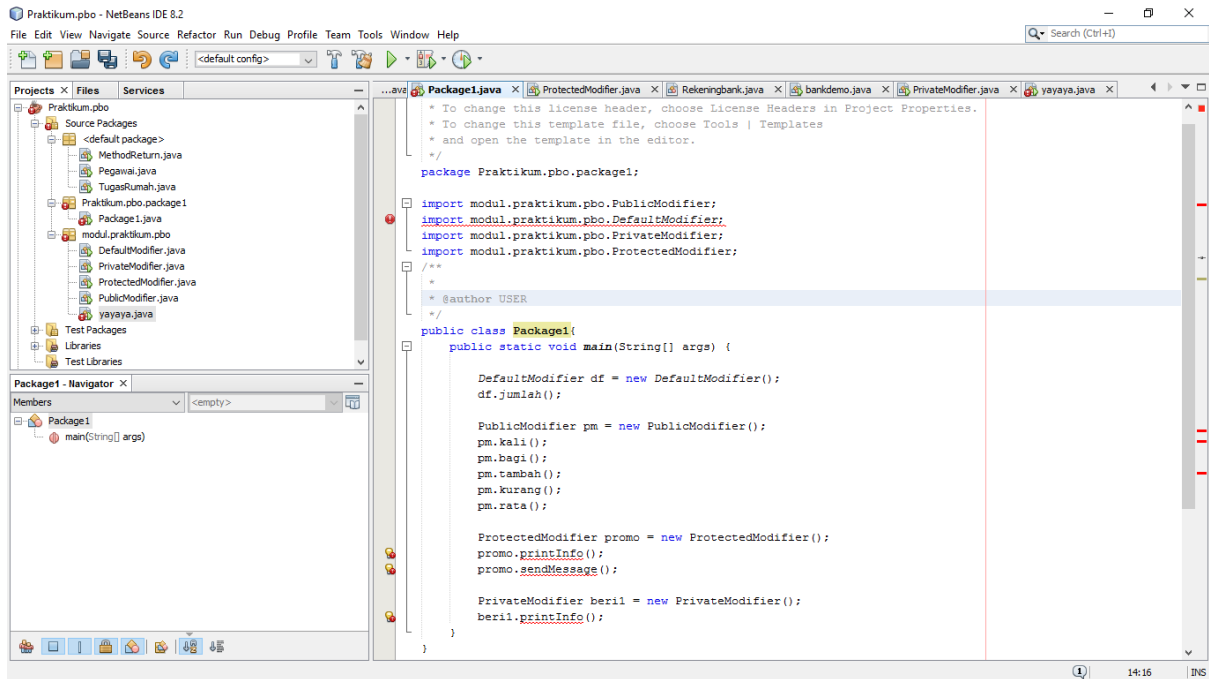 Praktikum.pbo - NetBeans IDE 8.2
File Edit View Navigate Source Refactor Run Debug Profile Team Tools Window Help
Search (Ctrl+I)
<default config>
Projects Files Services
Praktikum.pbo
Source Packages
<default package>
MethodReturn.java
Pegawai.java
TugasRumah.java
Praktikum.pbo.package1
Package1.java
modul.praktikum.pbo
DefaultModifier.java
PrivateModifier.java
ProtectedModifier.java
PublicModifier.java
yayaya.java
Test Packages
Libraries
Test Libraries
Package1 - Navigator
Members <empty>
Package1
main(String[] args)
...ava Package1.java ProtectedModifier.java Rekeningbank.java bankdemo.java PrivateModifier.java yayaya.java
* To change this license header, choose License Headers in Project Properties.
* To change this template file, choose Tools | Templates
* and open the template in the editor.
*/
package Praktikum.pbo.package1;
import modul.praktikum.pbo.PublicModifier;
import modul.praktikum.pbo.DefaultModifier;
import modul.praktikum.pbo.PrivateModifier;
import modul.praktikum.pbo.ProtectedModifier;
/**
*
* @author USER
*/
public class Package1{
public static void main(String[] args) {
DefaultModifier df = new DefaultModifier();
df.jumlah();
PublicModifier pm = new PublicModifier();
pm.kali();
pm.bagi();
pm.tambah();
pm.kurang();
pm.rata();
ProtectedModifier promo = new ProtectedModifier();
promo.printInfo();
promo.sendMessage();
PrivateModifier beri1 = new PrivateModifier();
beri1.printInfo();
}
}
1 14:16 INS